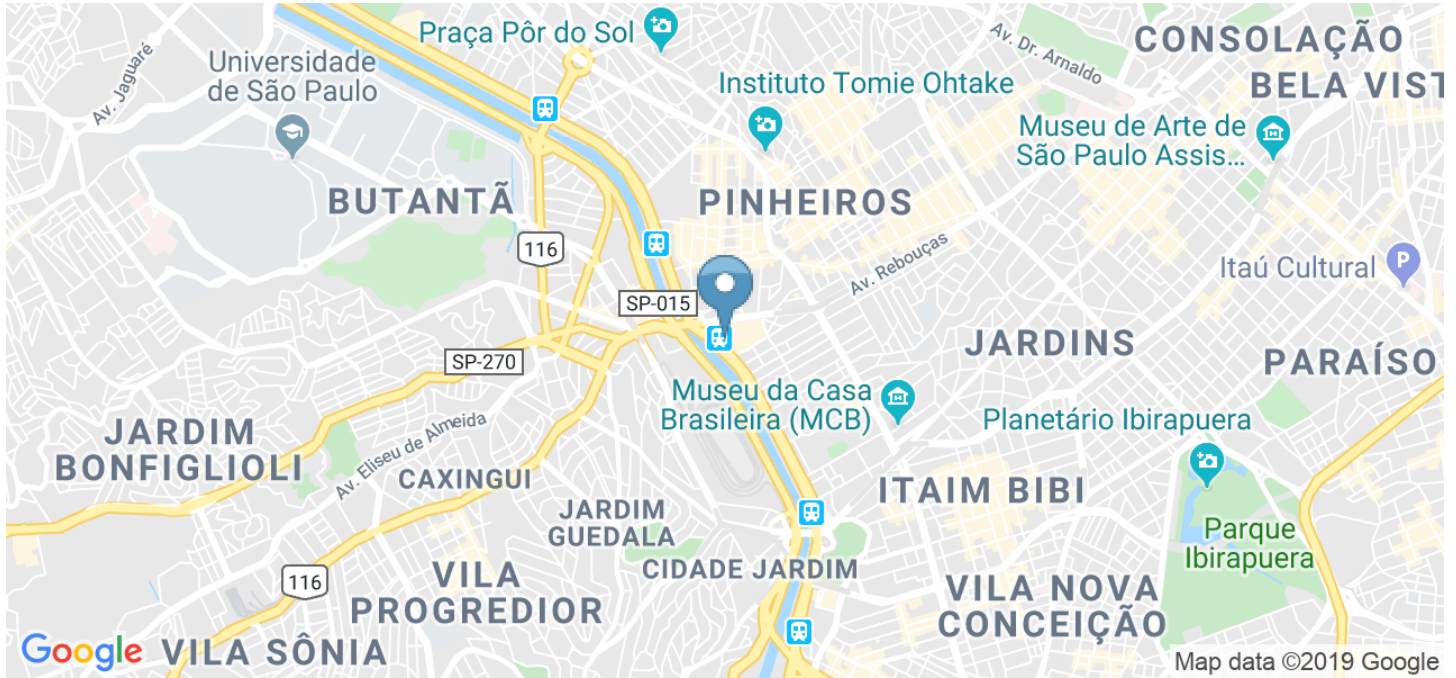 Praça Pôr do Sol
Av. Dr. Arnaldo
CONSOLAÇÃO
Av. Jaguaré
Universidade
de São Paulo
Instituto Tomie Ohtake
BELA VIST
Museu de Arte de
São Paulo Assis...
BUTANTÃ
PINHEIROS
116
Av. Rebouças
Itaú Cultural
P
SP-015
JARDINS
SP-270
PARAÍSO
Museu da Casa
Brasileira (MCB)
Planetário Ibirapuera
JARDIM
BONFIGLIOLI
Av. Eliseu de Almeida
CAXINGUI
ITAIM BIBI
JARDIM
GUEDALA
Parque
Ibirapuera
CIDADE JARDIM
116
VILA
PROGREDIOR
VILA NOVA
CONCEIÇÃO
Google
VILA SÔNIA
Map data ©2019 Google